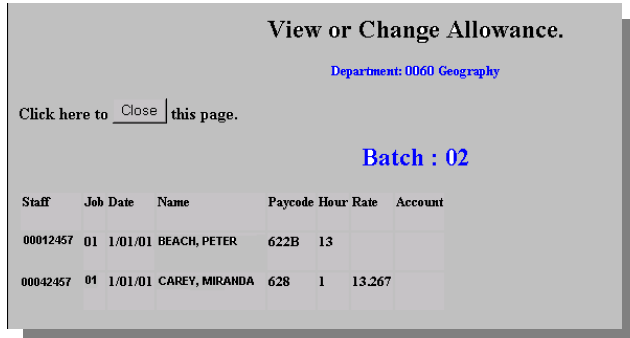 View or Change Allowance.
Department: 0060 Geography
Click here to Close this page.
Batch : 02
Staff Job Date Name Paycode Hour Rate Account
00012457 01 1/01/01 BEACH, PETER 622B 13
00042457 01 1/01/01 CAREY, MIRANDA 628 1 13.267